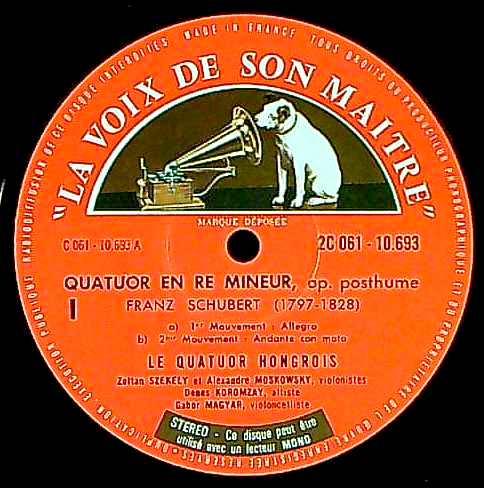 MADE IN FRANCE TOUS DROITS DU PRODUCTEUR PHONOGRAPHIQUE ET DU PROPRIÉTAIRE DE L'ŒUVRE ENREGISTRÉE RÉSERVÉS - DUPLICATION, EXÉCUTION PUBLIQUE, RADIODIFFUSION DE CE DISQUE INTERDITES
"LA VOIX DE SON MAITRE"
MARQUE DÉPOSÉE
C 061 - 10.693 A
2C 061 - 10.693
QUATUOR EN RE MINEUR, op. posthume
I
FRANZ SCHUBERT (1797-1828)
a) 1er Mouvement : Allegro
b) 2me Mouvement : Andante con moto
LE QUATUOR HONGROIS
Zoltan SZEKELY et Alexandre MOSKOWSKY, violonistes
Denes KOROMZAY, altiste
Gabor MAGYAR, violoncelliste
STEREO - Ce disque peut être
utilisé avec un lecteur MONO